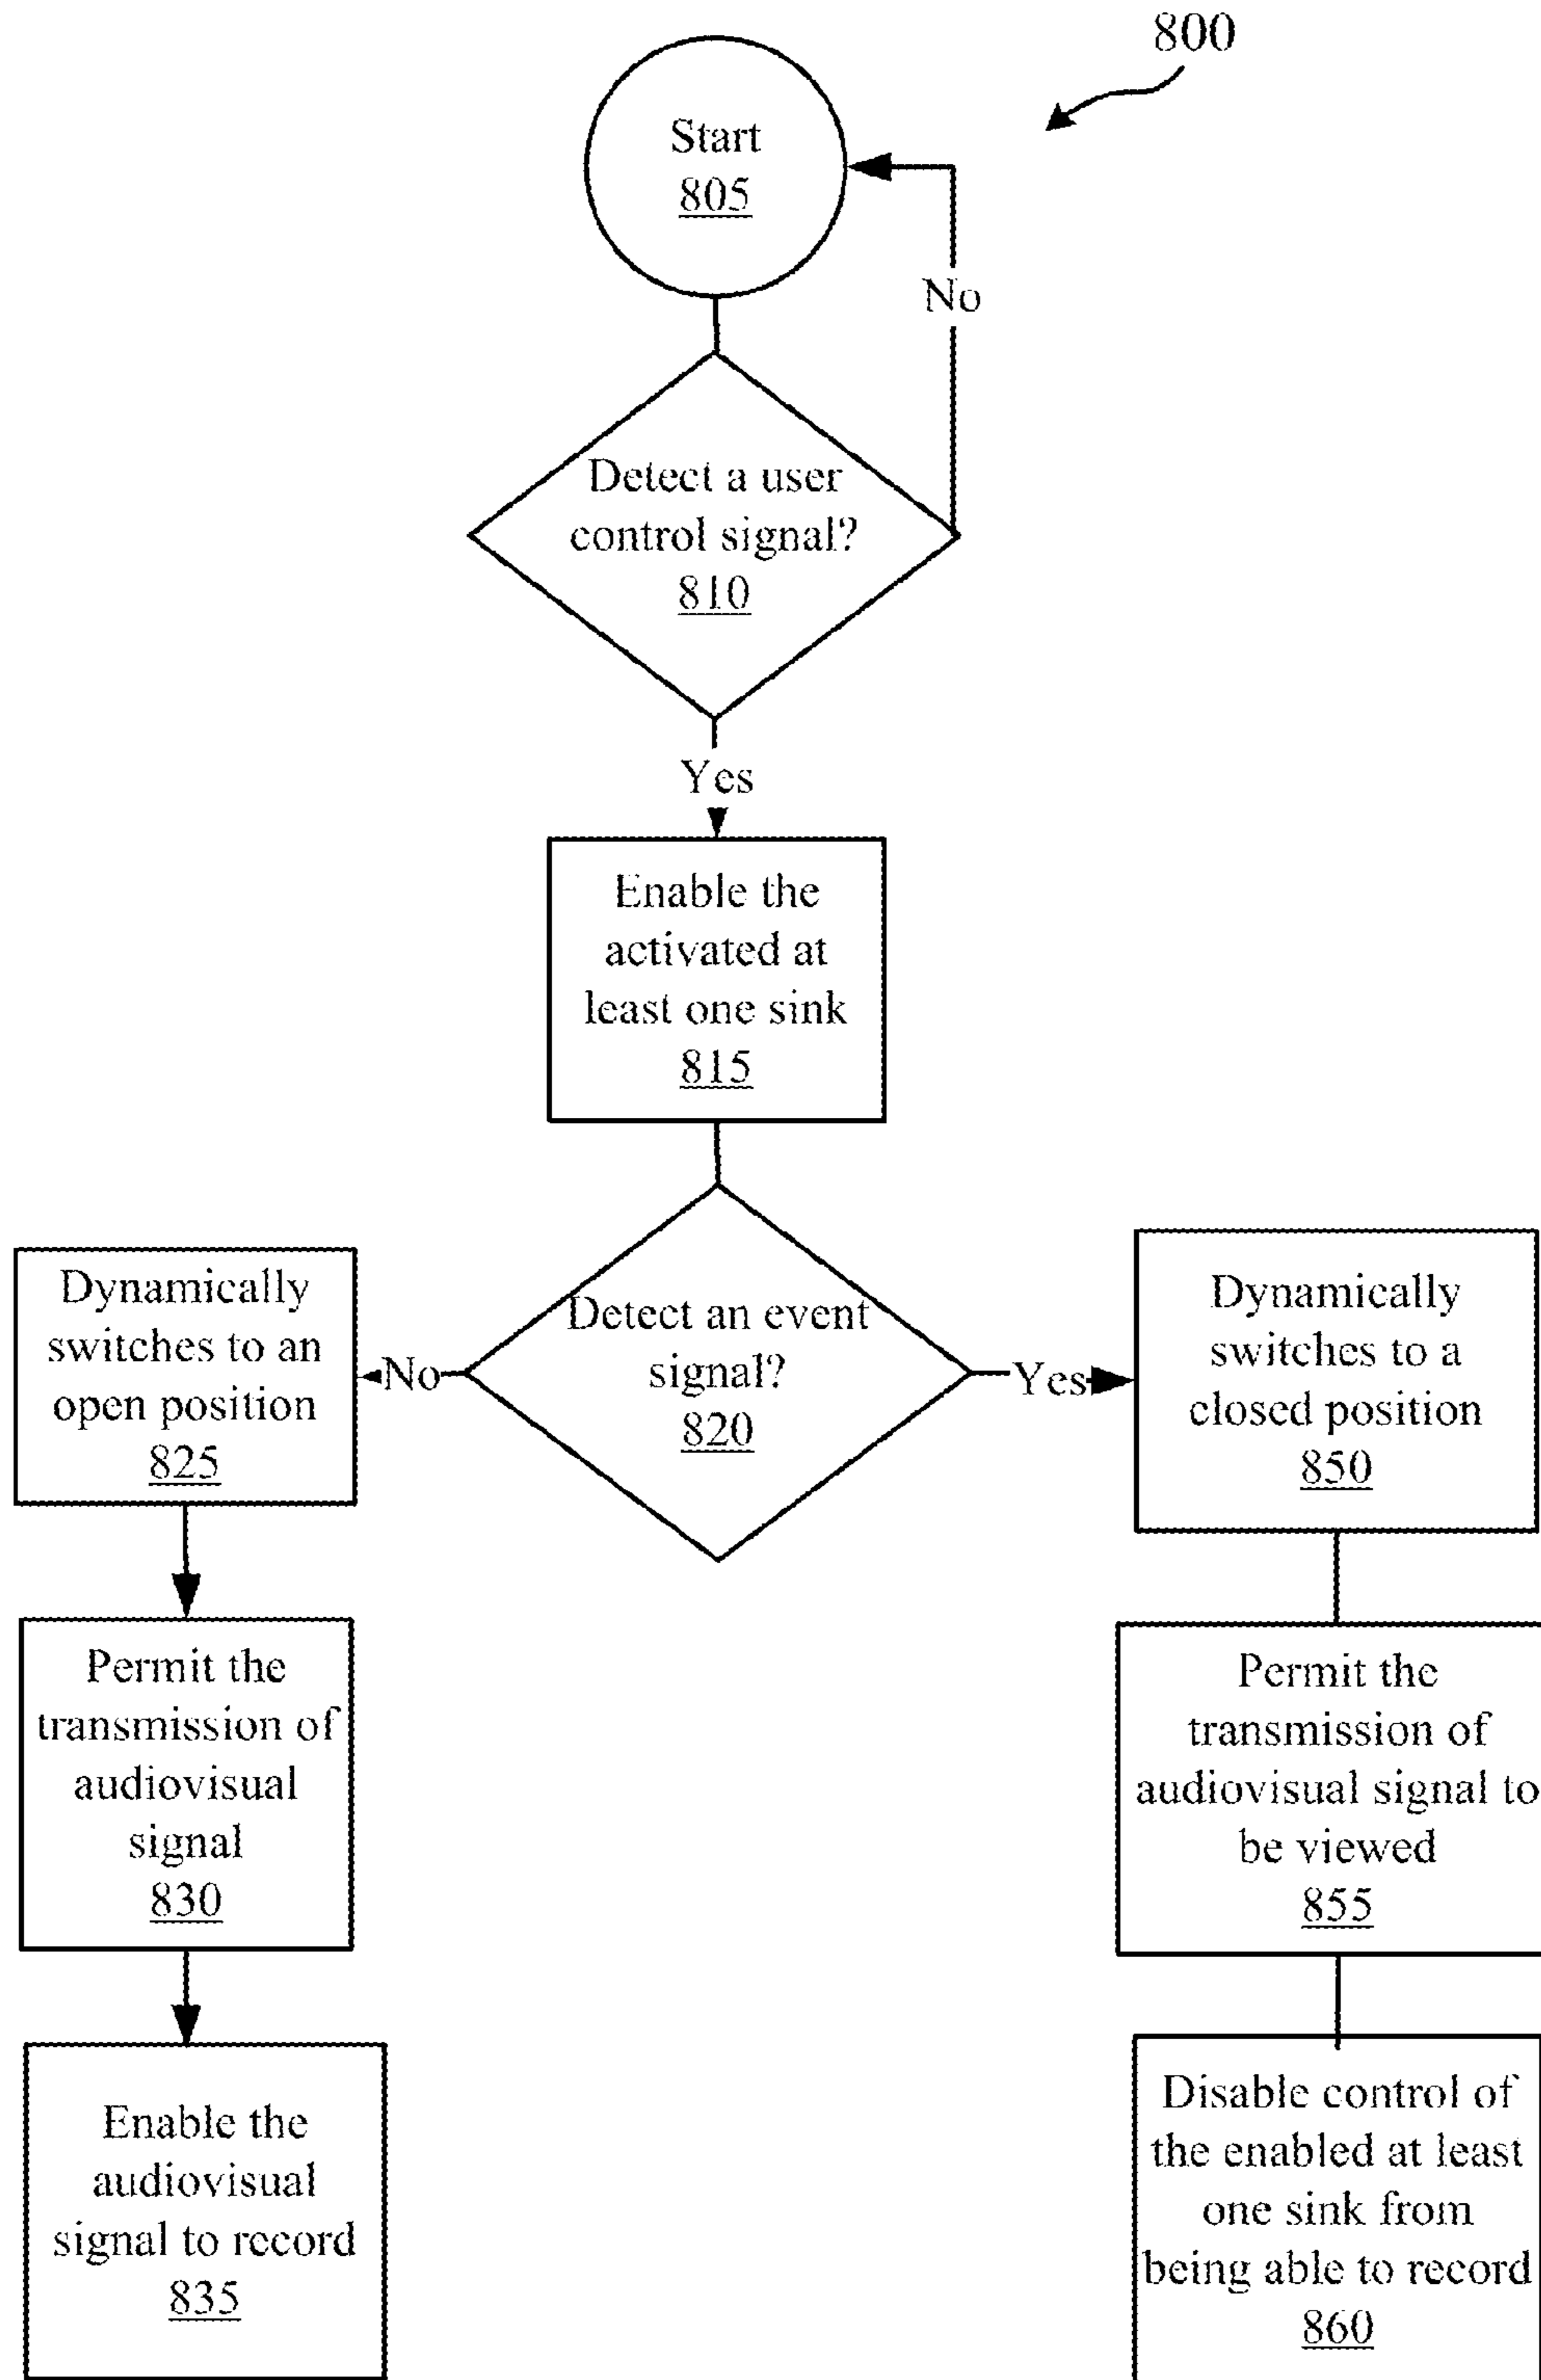 800
Start
805
No
Detect a user
control signal?
810
Yes
Enable the
activated at
least one sink
815
Detect an event
signal?
820
No
Yes
Dynamically
switches to an
open position
825
Permit the
transmission of
audiovisual
signal
830
Enable the
audiovisual
signal to record
835
Dynamically
switches to a
closed position
850
Permit the
transmission of
audiovisual signal to
be viewed
855
Disable control of
the enabled at least
one sink from
being able to record
860